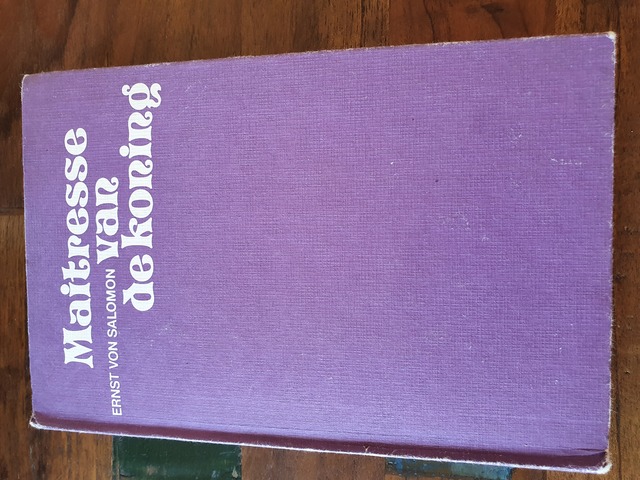 Maitresse
ERNST VON SALOMON van
de koning